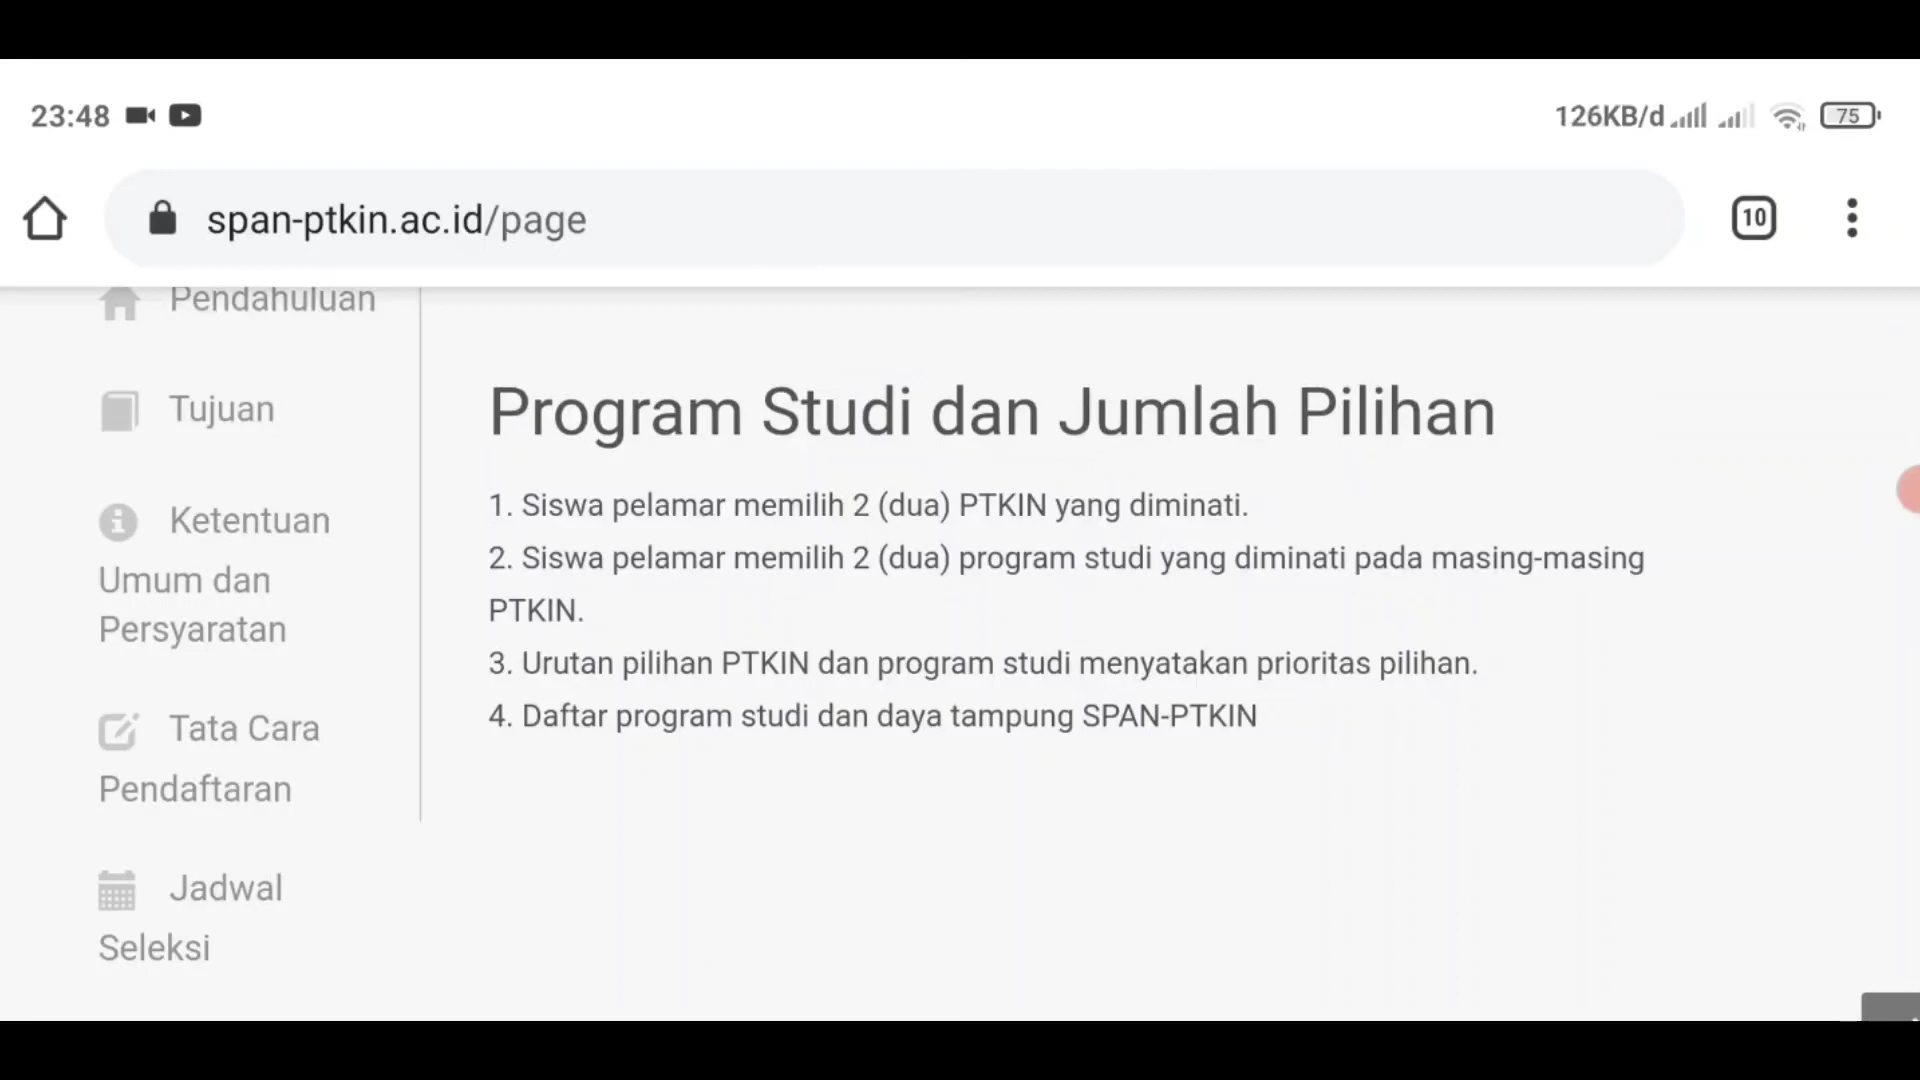 23:48
126KB/d
75
span-ptkin.ac.id/page
10
Pendahuluan
Tujuan
Ketentuan
Umum dan
Persyaratan
Tata Cara
Pendaftaran
Jadwal
Seleksi
Program Studi dan Jumlah Pilihan
1. Siswa pelamar memilih 2 (dua) PTKIN yang diminati.
2. Siswa pelamar memilih 2 (dua) program studi yang diminati pada masing-masing
PTKIN.
3. Urutan pilihan PTKIN dan program studi menyatakan prioritas pilihan.
4. Daftar program studi dan daya tampung SPAN-PTKIN